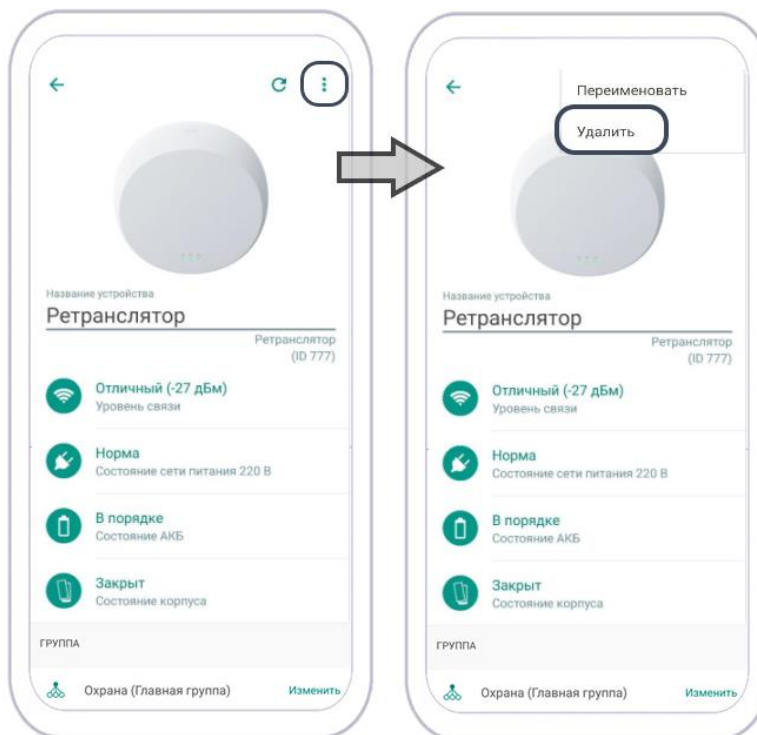 Название устройства
Ретранслятор
Ретранслятор
(ID 777)
Отличный (-27 дБм)
Уровень связи
Норма
Состояние сети питания 220 В
В порядке
Состояние АКБ
Закрыт
Состояние корпуса
ГРУППА
Охрана (Главная группа) Изменить
Переименовать
Удалить
Название устройства
Ретранслятор
Ретранслятор
(ID 777)
Отличный (-27 дБм)
Уровень связи
Норма
Состояние сети питания 220 В
В порядке
Состояние АКБ
Закрыт
Состояние корпуса
ГРУППА
Охрана (Главная группа) Изменить